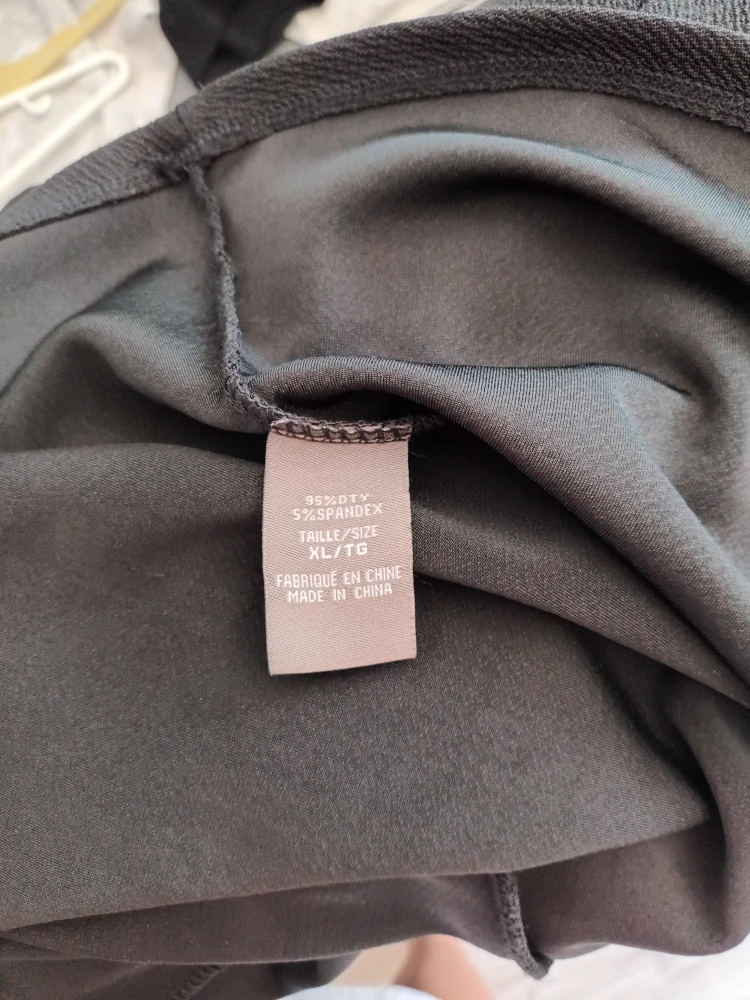 95%DTY
5%SPANDEX
TAILLE/SIZE
XL/TG
FABRIQUÉ EN CHINE
MADE IN CHINA